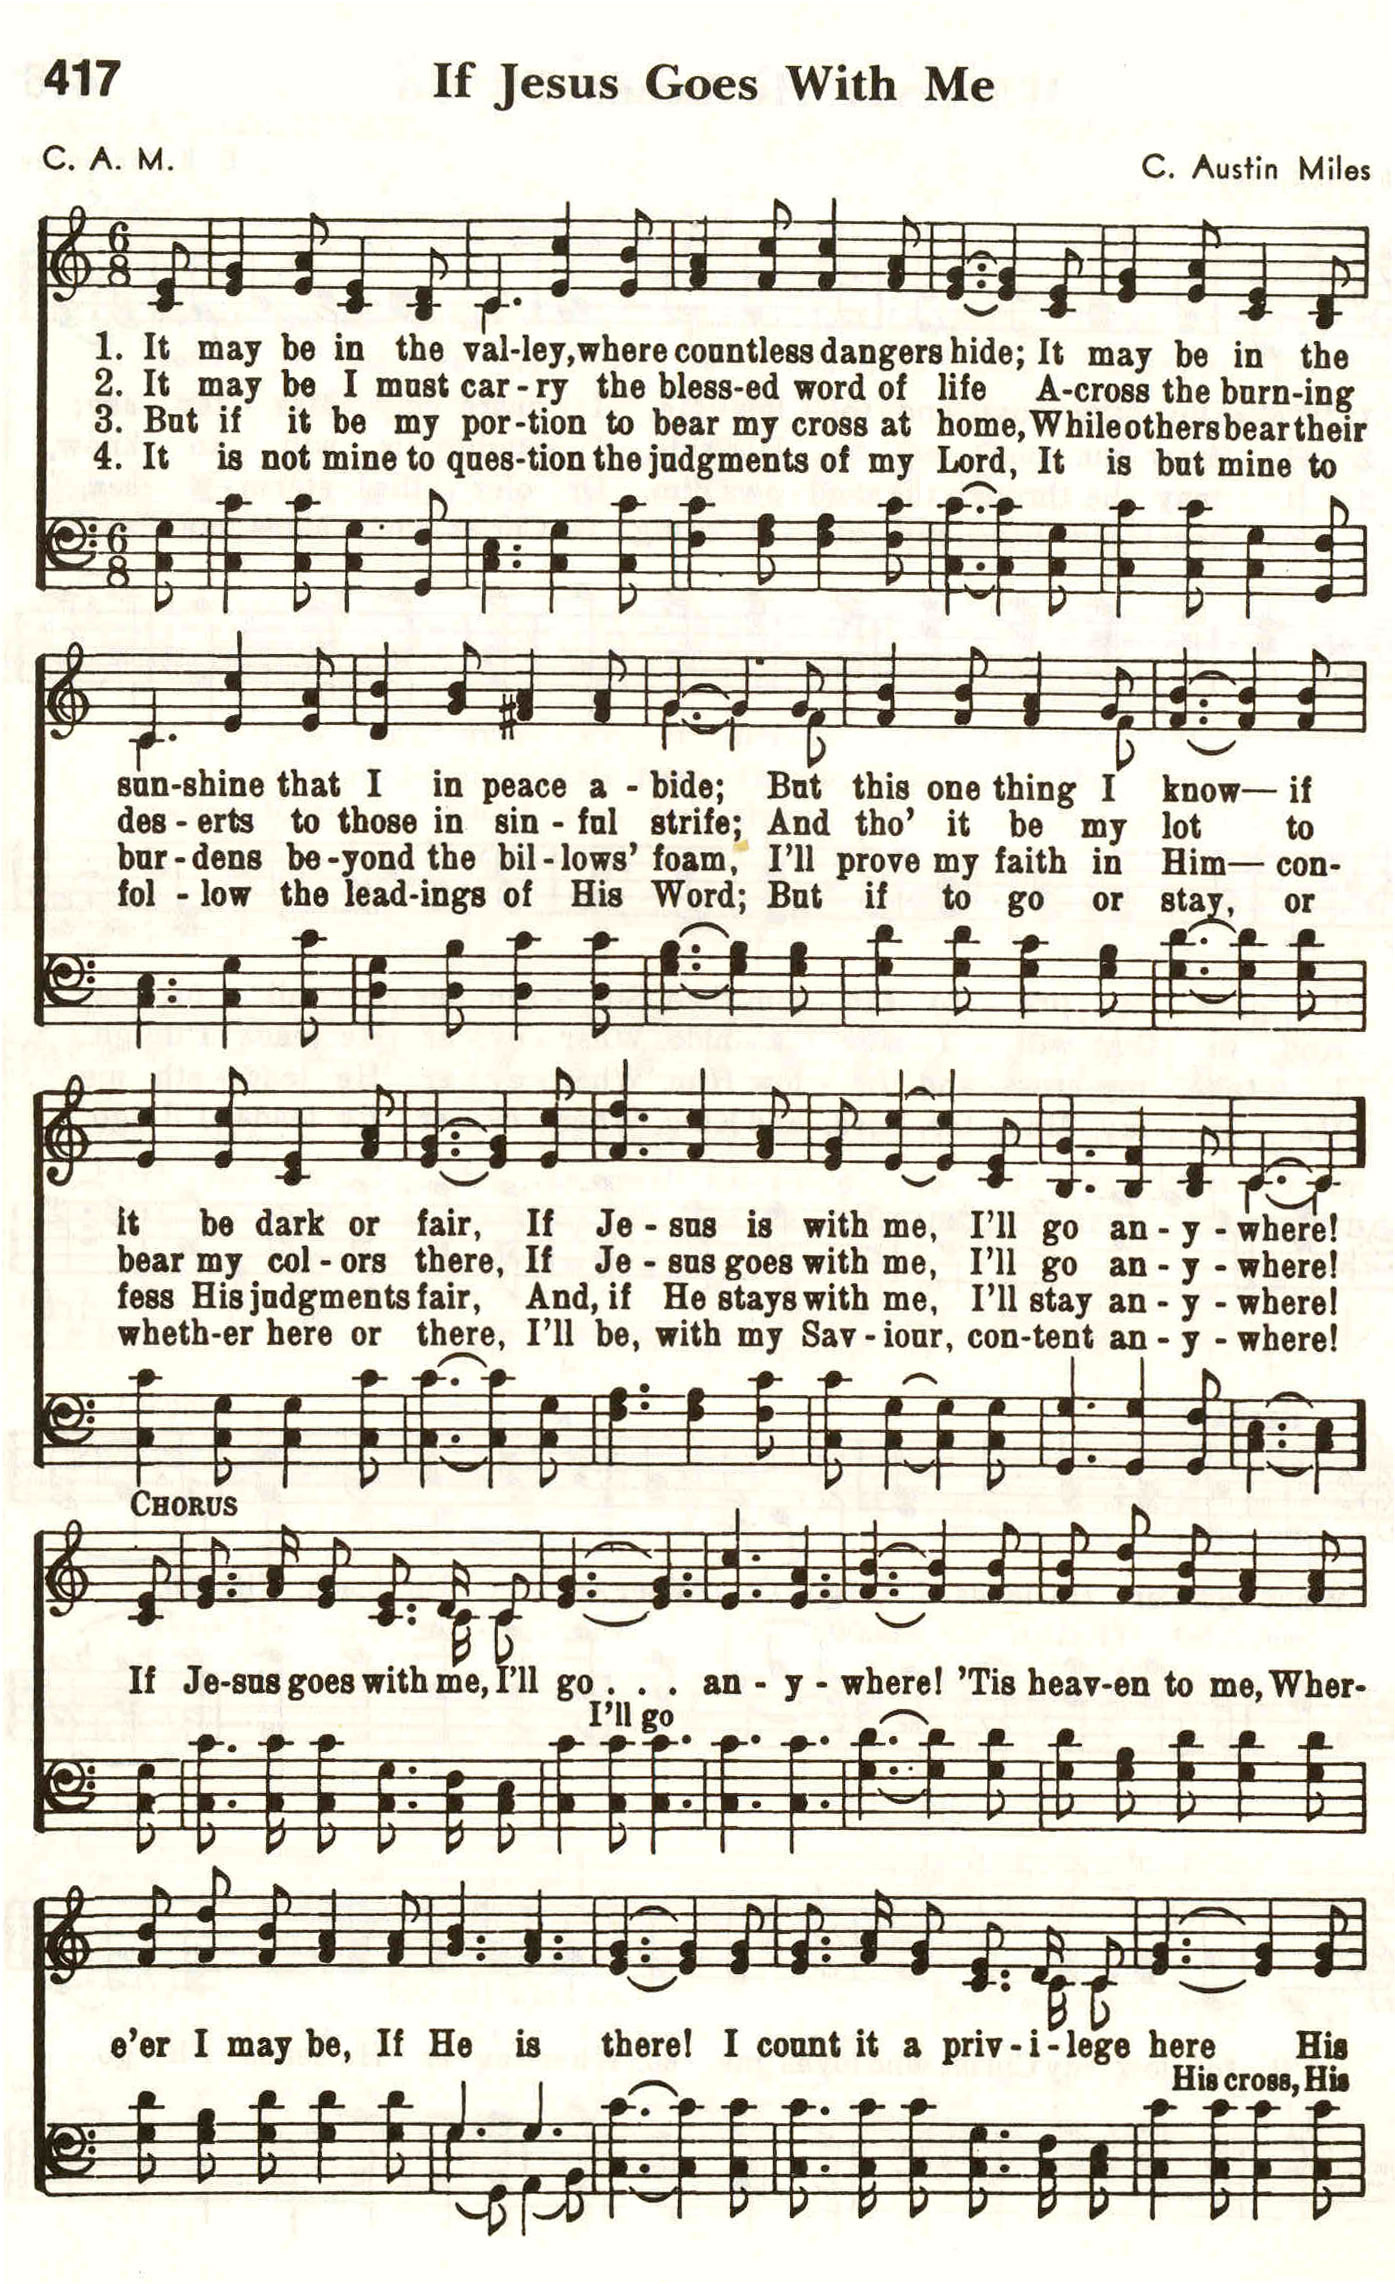 417 If Jesus Goes With Me
C. A. M. C. Austin Miles
6 8
1. It may be in the val-ley, where countless dangers hide; It may be in the
2. It may be I must car-ry the bless-ed word of life A-cross the burn-ing
3. But if it be my por-tion to bear my cross at home, While others bear their
4. It is not mine to ques-tion the judgments of my Lord, It is but mine to
6 8
sun-shine that I in peace a - bide; But this one thing I know— if
des - erts to those in sin - ful strife; And tho' it be my lot to
bur - dens be -yond the bil - lows' foam, I'll prove my faith in Him— con-
fol - low the lead-ings of His Word; But if to go or stay, or
it be dark or fair, If Je - sus is with me, I'll go an - y - where!
bear my col - ors there, If Je - sus goes with me, I'll go an - y - where!
fess His judgments fair, And, if He stays with me, I'll stay an - y - where!
wheth-er here or there, I'll be, with my Sav - iour, con-tent an - y - where!
CHORUS
If Je-sus goes with me, I'll go . . . an - y - where! 'Tis heav-en to me, Wher-
I'll go
e'er I may be, If He is there! I count it a priv - i - lege here His
His cross, His